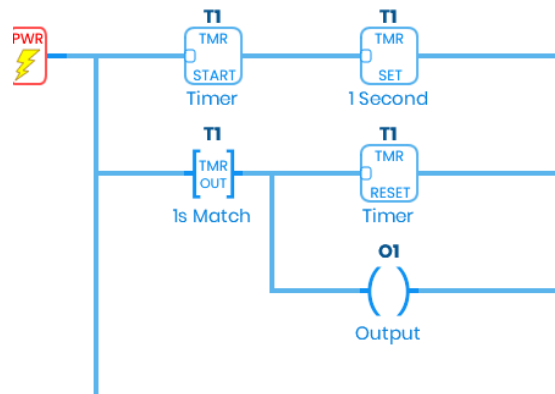 T1
T1
PWR
TMR
TMR
START
SET
Timer
1 Second
T1
T1
TMR
OUT
TMR
RESET
1s Match
Timer
O1
Output